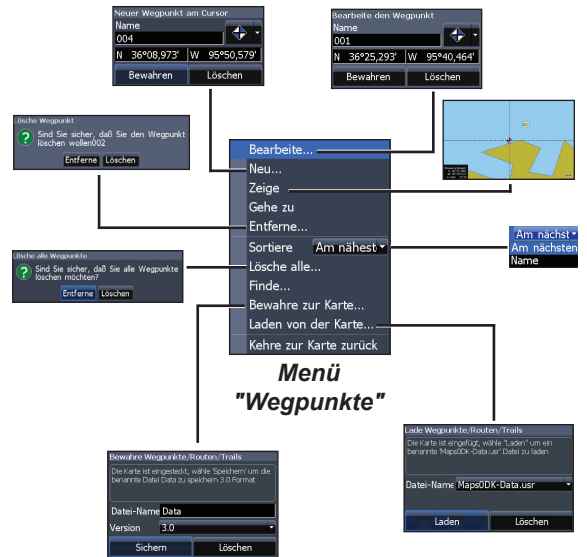 Neuer Wegpunkt am Cursor
Name
004
N 36°08,973' W 95°50,579'
Bewahren Löschen
Bearbeite den Wegpunkt
Name
001
N 36°25,293' W 95°40,464'
Bewahren Löschen
Lösche Wegpunkt
Sind Sie sicher, daß Sie den Wegpunkt
löschen wollen002
Entferne Löschen
001
Bearbeite...
Neu...
Zeige
Gehe zu
Entferne...
Sortiere Am nähest
Lösche alle...
Finde...
Bewahre zur Karte...
Laden von der Karte...
Kehre zur Karte zurück
Am nächst
Am nächsten
Name
Lösche alle Wegpunkte
Sind Sie sicher, daß Sie alle Wegpunkte
löschen möchten?
Entferne Löschen
Menü
"Wegpunkte"
Bewahre Wegpunkte/Routen/Trails
Die Karte ist eingesteckt, wähle 'Speichern' um die
benannte Datei Data zu speichern 3.0 Format
Datei-Name Data
Version 3.0
Sichern Löschen
Lade Wegpunkte/Routen/Trails
Die Karte ist eingefügt, wähle "Laden" um ein
benannte 'Maps0DK-Data.usr' Datei zu laden
Datei-Name Maps0DK-Data.usr
Laden Löschen